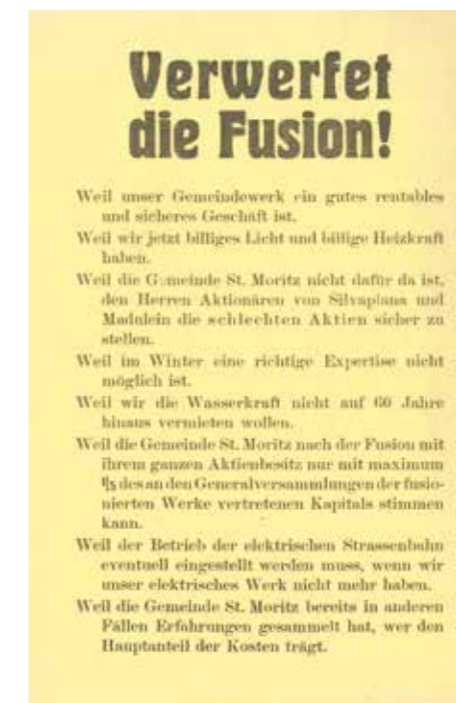 Verwerfet
die Fusion!
Weil unser Gemeindewerk ein gutes rentables
und sicheres Geschäft ist.
Weil wir jetzt billiges Licht und billige Heizkraft
haben.
Weil die Gemeinde St. Moritz nicht dafür da ist,
den Herren Aktionären von Silvaplana und
Madulein die schlechten Aktien sicher zu
stellen.
Weil im Winter eine richtige Expertise nicht
möglich ist.
Weil wir die Wasserkraft nicht auf 60 Jahre
hinaus vermieten wollen.
Weil die Gemeinde St. Moritz nach der Fusion mit
ihrem ganzen Aktienbesitz nur mit maximum
des an den Generalversammlungen der fusio-
nierten Werke vertretenen Kapitals stimmen
kann.
Weil der Betrieb der elektrischen Strassenbahn
eventuell eingestellt werden muss, wenn wir
unser elektrisches Werk nicht mehr haben.
Weil die Gemeinde St. Moritz bereits in anderen
Fällen Erfahrungen gesammelt hat, wer den
Hauptanteil der Kosten trägt.